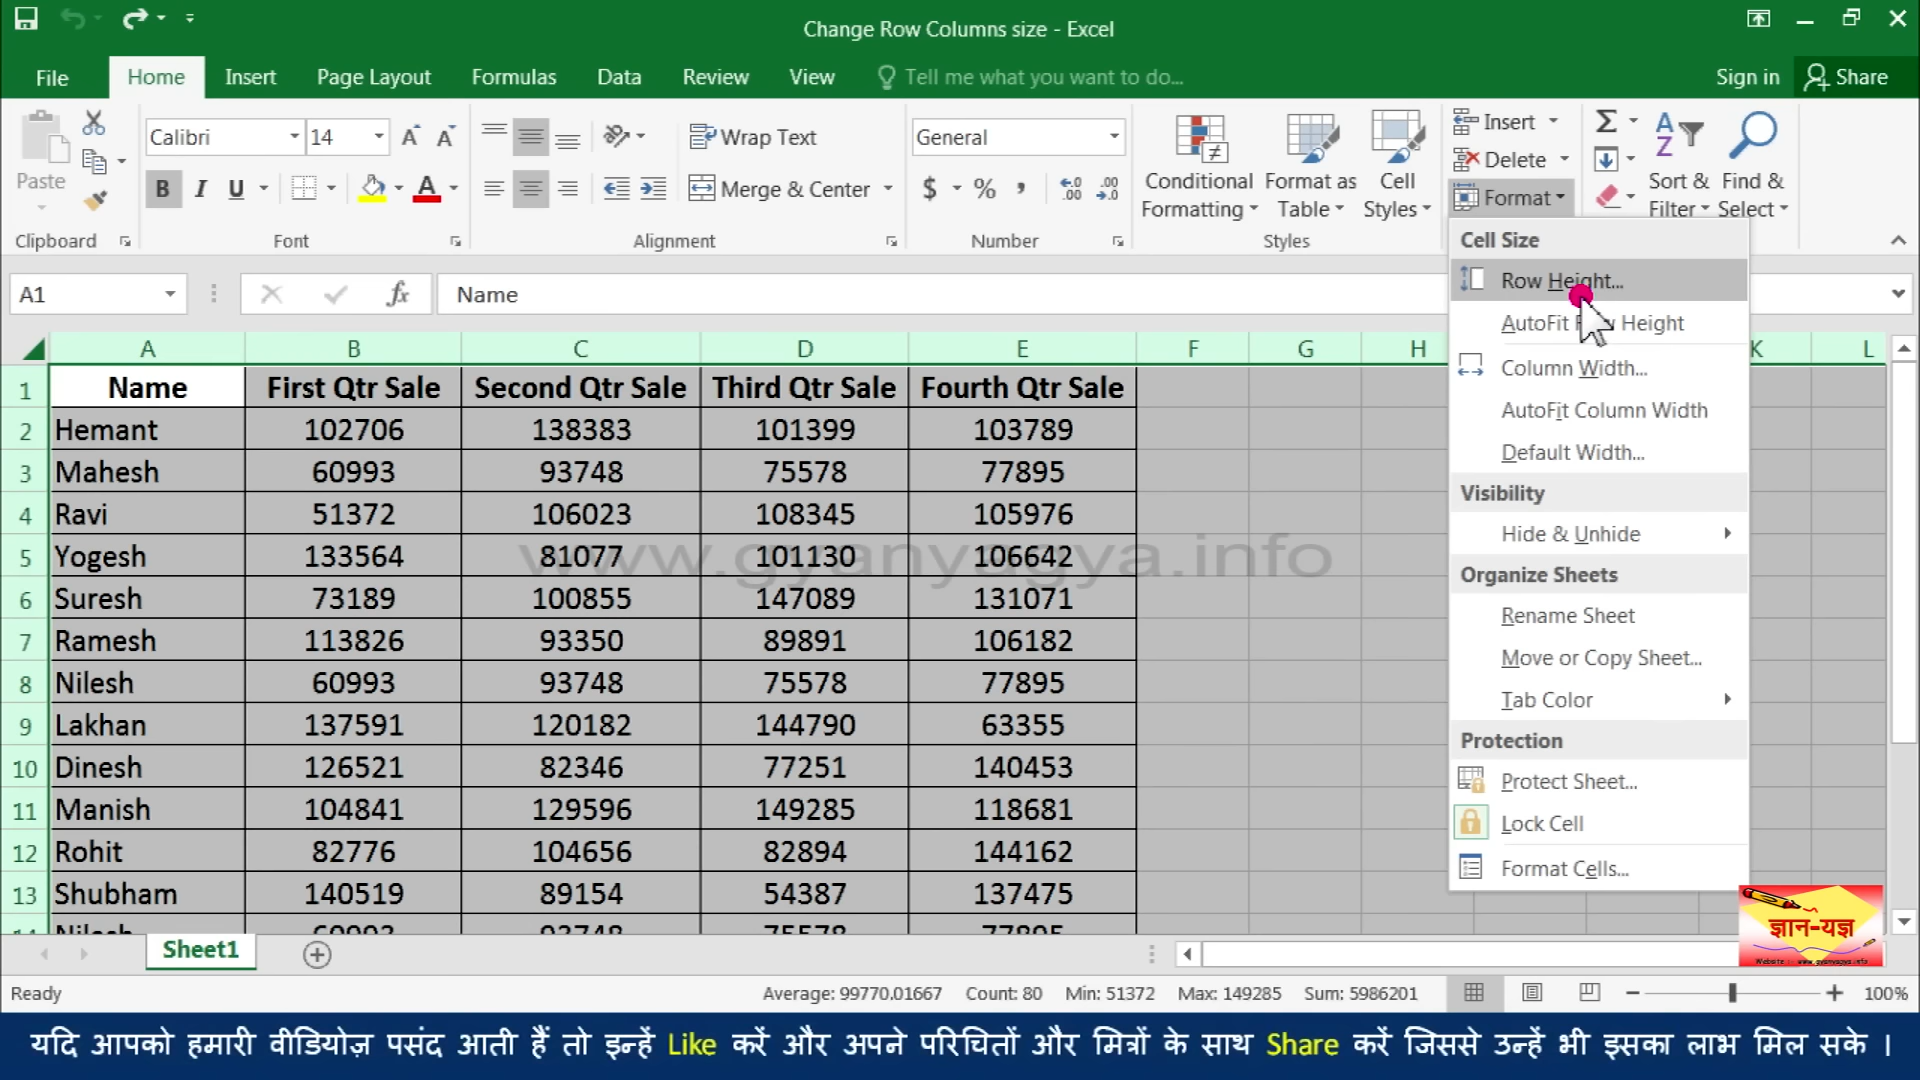 Change Row Columns size - Excel
File Home Insert Page Layout Formulas Data Review View Tell me what you want to do... Sign in Share
Calibri 14 A A Wrap Text General Insert
Paste B I U A Merge & Center $ % , Conditional Formatting Format as Table Cell Styles Delete Format Sort & Filter Find & Select
Clipboard Font Alignment Number Styles
A1 fx Name
A B C D E F G H K L
1 Name First Qtr Sale Second Qtr Sale Third Qtr Sale Fourth Qtr Sale
2 Hemant 102706 138383 101399 103789
3 Mahesh 60993 93748 75578 77895
4 Ravi 51372 106023 108345 105976
5 Yogesh 133564 81077 101130 106642
6 Suresh 73189 100855 147089 131071
7 Ramesh 113826 93350 89891 106182
8 Nilesh 60993 93748 75578 77895
9 Lakhan 137591 120182 144790 63355
10 Dinesh 126521 82346 77251 140453
11 Manish 104841 129596 149285 118681
12 Rohit 82776 104656 82894 144162
13 Shubham 140519 89154 54387 137475
Nilesh 60993 93748 75578 77895
www.gyanyagya.info
Cell Size
Row Height...
AutoFit Row Height
Column Width...
AutoFit Column Width
Default Width...
Visibility
Hide & Unhide
Organize Sheets
Rename Sheet
Move or Copy Sheet...
Tab Color
Protection
Protect Sheet...
Lock Cell
Format Cells...
ज्ञान-यज्ञ
Website :- www.gyanyagya.info
Sheet1
Ready Average: 99770.01667 Count: 80 Min: 51372 Max: 149285 Sum: 5986201 100%
यदि आपको हमारी वीडियोज़ पसंद आती हैं तो इन्हें Like करें और अपने परिचितों और मित्रों के साथ Share करें जिससे उन्हें भी इसका लाभ मिल सके ।